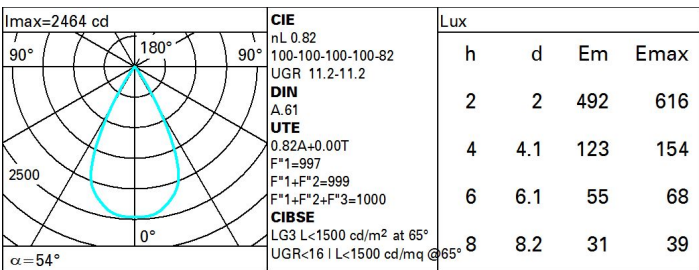 Imax=2464 cd
90° 180° 90°
2500
0°
α=54°
CIE
nL 0.82
100-100-100-100-82
UGR 11.2-11.2
DIN
A.61
UTE
0.82A+0.00T
F"1=997
F"1+F"2=999
F"1+F"2+F"3=1000
CIBSE
LG3 L<1500 cd/m² at 65°
UGR<16 | L<1500 cd/mq @65°
Lux
h d Em Emax
2 2 492 616
4 4.1 123 154
6 6.1 55 68
8 8.2 31 39